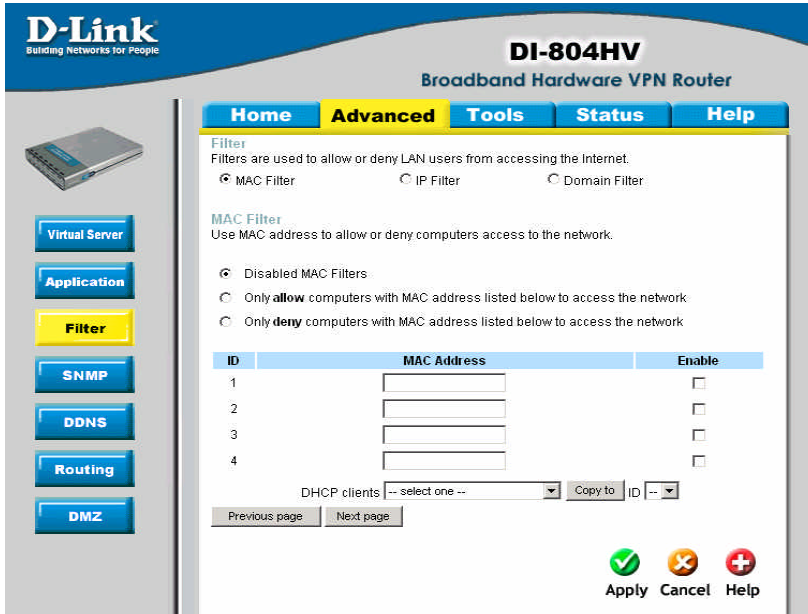 D-Link
Building Networks for People
DI-804HV
Broadband Hardware VPN Router
Home Advanced Tools Status Help
Filter
Filters are used to allow or deny LAN users from accessing the Internet.
MAC Filter IP Filter Domain Filter
MAC Filter
Use MAC address to allow or deny computers access to the network.
Disabled MAC Filters
Only allow computers with MAC address listed below to access the network
Only deny computers with MAC address listed below to access the network
ID MAC Address Enable
1
2
3
4
DHCP clients -- select one -- Copy to ID --
Previous page Next page
Apply Cancel Help
Virtual Server
Application
Filter
SNMP
DDNS
Routing
DMZ